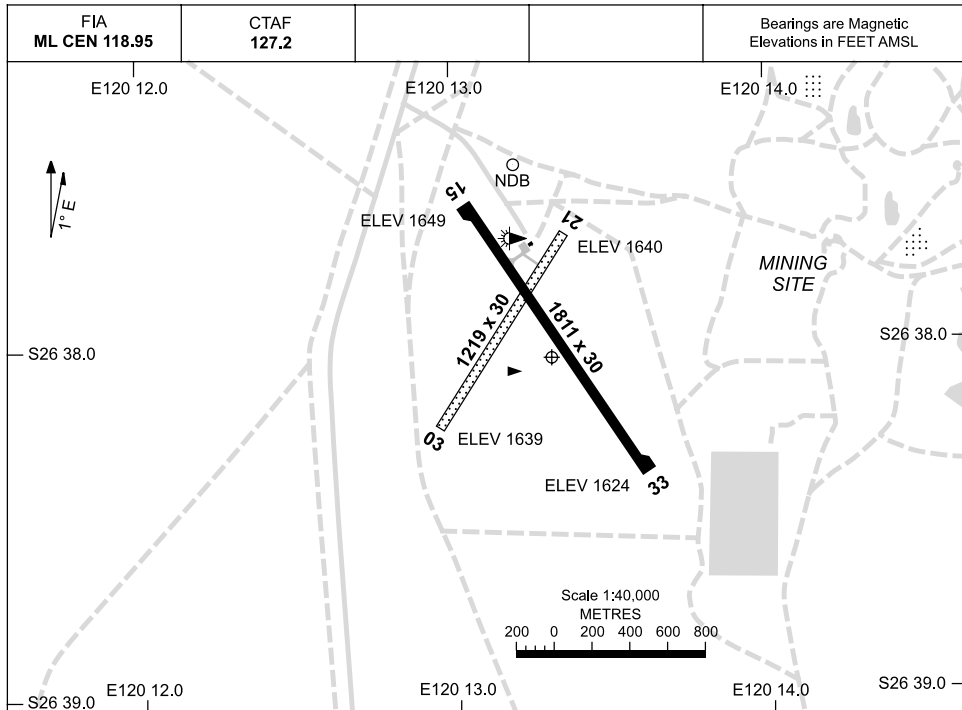 FIA
ML CEN 118.95
CTAF
127.2
Bearings are Magnetic
Elevations in FEET AMSL
E120 12.0
E120 13.0
E120 14.0
1° E
NDB
15
ELEV 1649
21
ELEV 1640
MINING
SITE
1219 x 30
1811 x 30
S26 38.0
S26 38.0
03
ELEV 1639
ELEV 1624
33
Scale 1:40,000
METRES
200 0 200 400 600 800
E120 12.0
E120 13.0
E120 14.0
S26 39.0
S26 39.0